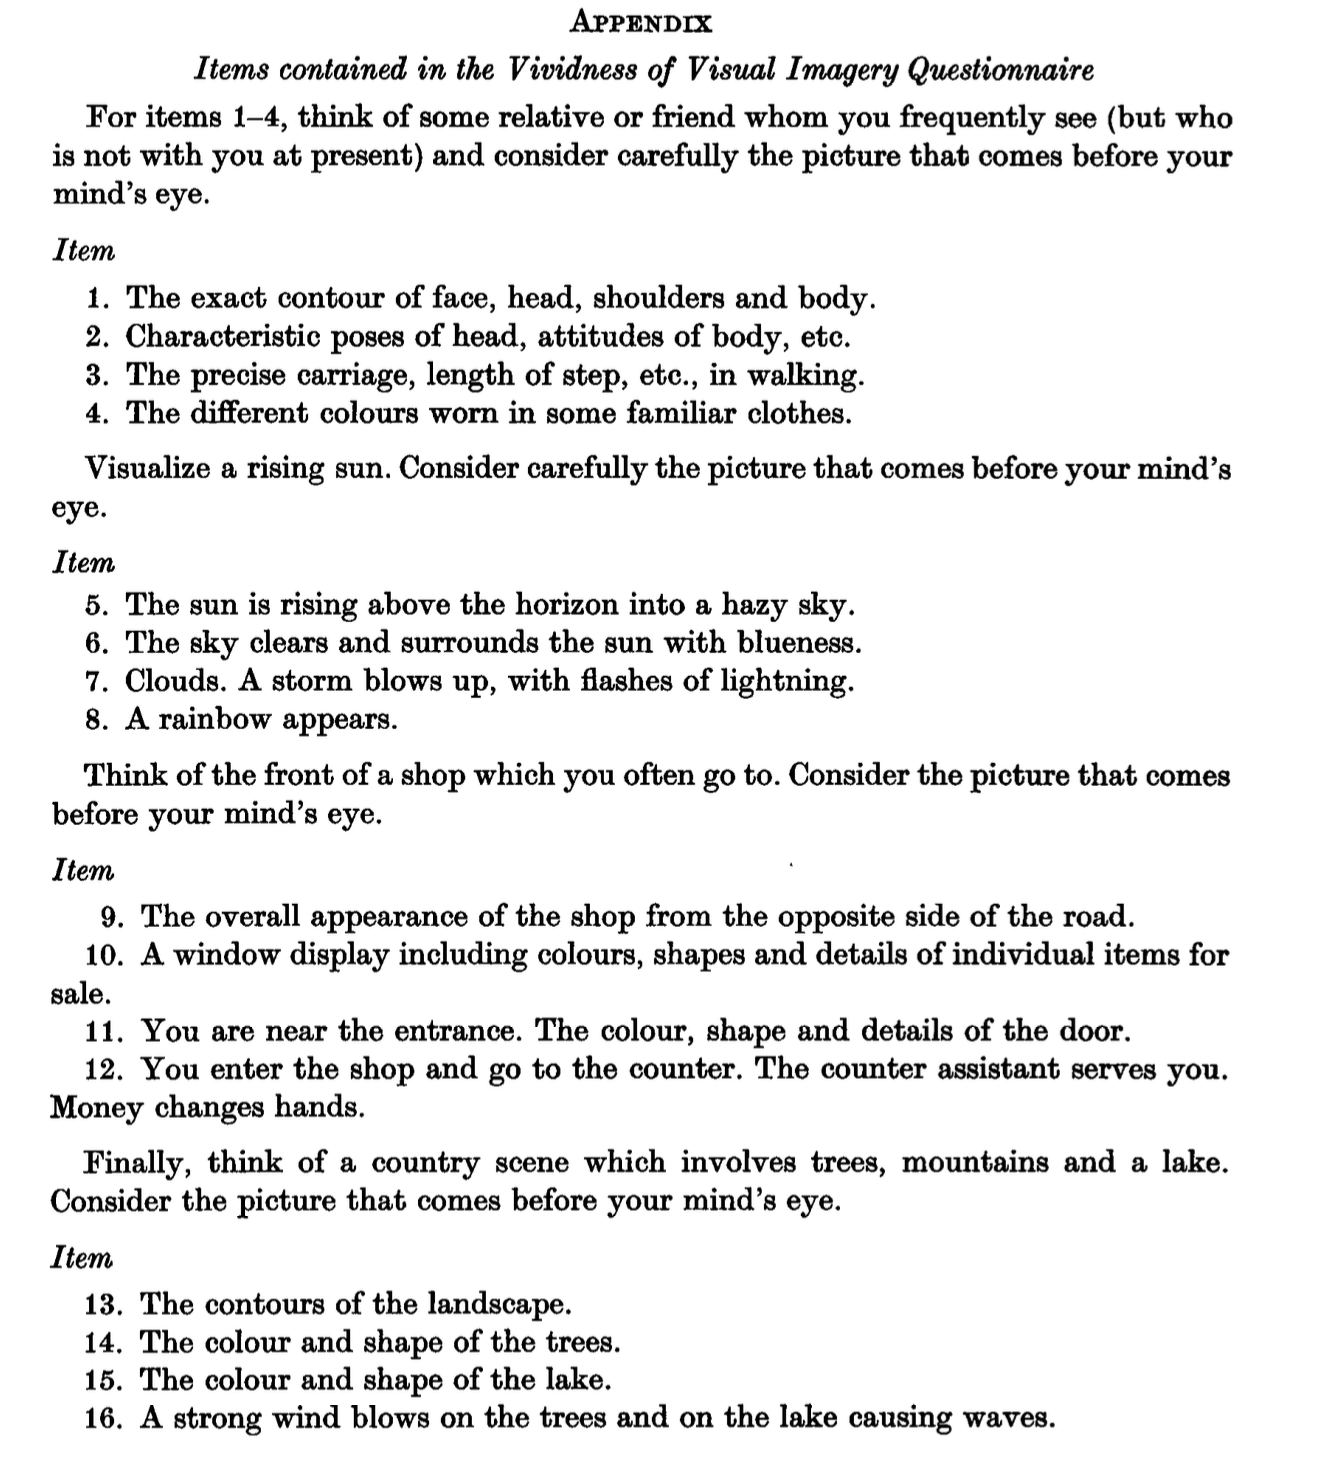 APPENDIX
Items contained in the Vividness of Visual Imagery Questionnaire
For items 1–4, think of some relative or friend whom you frequently see (but who
is not with you at present) and consider carefully the picture that comes before your
mind's eye.
Item
1. The exact contour of face, head, shoulders and body.
2. Characteristic poses of head, attitudes of body, etc.
3. The precise carriage, length of step, etc., in walking.
4. The different colours worn in some familiar clothes.
Visualize a rising sun. Consider carefully the picture that comes before your mind's
eye.
Item
5. The sun is rising above the horizon into a hazy sky.
6. The sky clears and surrounds the sun with blueness.
7. Clouds. A storm blows up, with flashes of lightning.
8. A rainbow appears.
Think of the front of a shop which you often go to. Consider the picture that comes
before your mind's eye.
Item
9. The overall appearance of the shop from the opposite side of the road.
10. A window display including colours, shapes and details of individual items for
sale.
11. You are near the entrance. The colour, shape and details of the door.
12. You enter the shop and go to the counter. The counter assistant serves you.
Money changes hands.
Finally, think of a country scene which involves trees, mountains and a lake.
Consider the picture that comes before your mind's eye.
Item
13. The contours of the landscape.
14. The colour and shape of the trees.
15. The colour and shape of the lake.
16. A strong wind blows on the trees and on the lake causing waves.